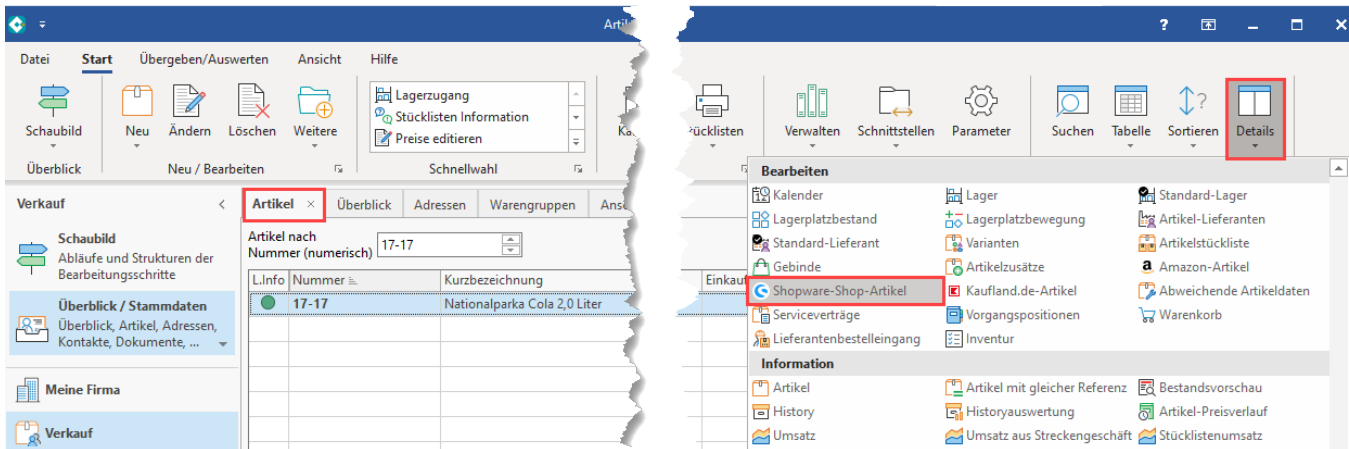 Datei Start Übergeben/Auswerten Ansicht Hilfe
Schaubild
Neu Ändern Löschen Weitere
Lagerzugang
Stücklisten Information
Preise editieren
Verwalten Schnittstellen Parameter Suchen Tabelle Sortieren Details
Überblick Neu / Bearbeiten Schnellwahl
Verkauf
Schaubild
Abläufe und Strukturen der
Bearbeitungsschritte
Überblick / Stammdaten
Überblick, Artikel, Adressen,
Kontakte, Dokumente, ...
Meine Firma
Verkauf
Artikel Überblick Adressen Warengruppen
Artikel nach
Nummer (numerisch) 17-17
L.Info Nummer Kurzbezeichnung
17-17 Nationalparka Cola 2,0 Liter
Bearbeiten
Kalender Lager Standard-Lager
Lagerplatzbestand Lagerplatzbewegung Artikel-Lieferanten
Standard-Lieferant Varianten Artikelstückliste
Gebinde Artikelzusätze Amazon-Artikel
Shopware-Shop-Artikel Kaufland.de-Artikel Abweichende Artikeldaten
Serviceverträge Vorgangspositionen Warenkorb
Lieferantenbestelleingang Inventur
Information
Artikel Artikel mit gleicher Referenz Bestandsvorschau
History Historyauswertung Artikel-Preisverlauf
Umsatz Umsatz aus Streckengeschäft Stücklistenumsatz